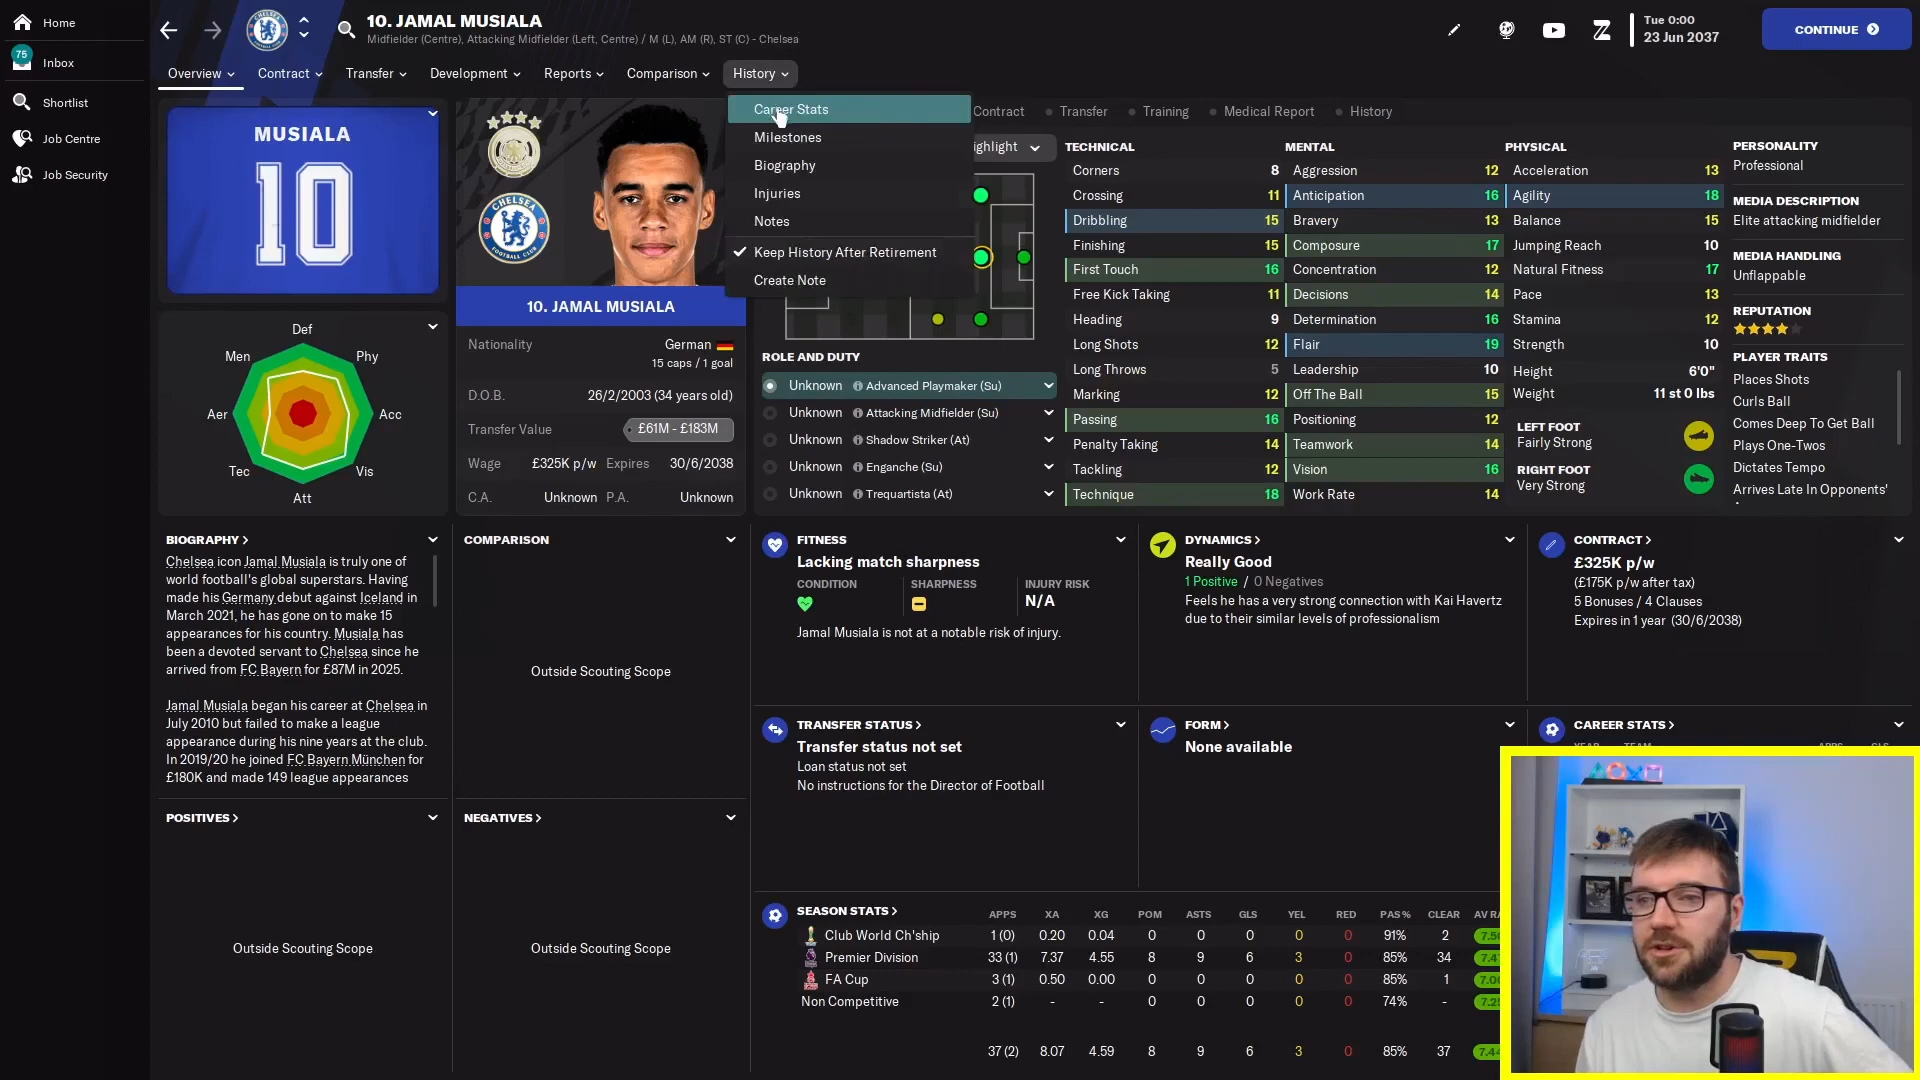 Home
75
Inbox
Shortlist
Job Centre
Job Security
10. JAMAL MUSIALA
Midfielder (Centre), Attacking Midfielder (Left, Centre) / M (L), AM (R), ST (C) - Chelsea
Tue 0:00
23 Jun 2037
CONTINUE
Overview
Contract
Transfer
Development
Reports
Comparison
History
Career Stats
Milestones
Biography
Injuries
Notes
Keep History After Retirement
Create Note
Contract
Transfer
Training
Medical Report
History
MUSIALA
10
10. JAMAL MUSIALA
Nationality German
15 caps / 1 goal
D.O.B. 26/2/2003 (34 years old)
Transfer Value £61M - £183M
Wage £325K p/w Expires 30/6/2038
C.A. Unknown P.A. Unknown
Def
Phy
Acc
Vis
Att
Tec
Aer
Men
ighlight
ROLE AND DUTY
Unknown Advanced Playmaker (Su)
Unknown Attacking Midfielder (Su)
Unknown Shadow Striker (At)
Unknown Enganche (Su)
Unknown Trequartista (At)
TECHNICAL
Corners 8
Crossing 11
Dribbling 15
Finishing 15
First Touch 16
Free Kick Taking 11
Heading 9
Long Shots 12
Long Throws 5
Marking 12
Passing 16
Penalty Taking 14
Tackling 12
Technique 18
MENTAL
Aggression 12
Anticipation 16
Bravery 13
Composure 17
Concentration 12
Decisions 14
Determination 16
Flair 19
Leadership 10
Off The Ball 15
Positioning 12
Teamwork 14
Vision 16
Work Rate 14
PHYSICAL
Acceleration 13
Agility 18
Balance 15
Jumping Reach 10
Natural Fitness 17
Pace 13
Stamina 12
Strength 10
Height 6'0"
Weight 11 st 0 lbs
LEFT FOOT
Fairly Strong
RIGHT FOOT
Very Strong
PERSONALITY
Professional
MEDIA DESCRIPTION
Elite attacking midfielder
MEDIA HANDLING
Unflappable
REPUTATION
PLAYER TRAITS
Places Shots
Curls Ball
Comes Deep To Get Ball
Plays One-Twos
Dictates Tempo
Arrives Late In Opponents'
BIOGRAPHY >
Chelsea icon Jamal Musiala is truly one of
world football's global superstars. Having
made his Germany debut against Iceland in
March 2021, he has gone on to make 15
appearances for his country. Musiala has
been a devoted servant to Chelsea since he
arrived from FC Bayern for £87M in 2025.
Jamal Musiala began his career at Chelsea in
July 2010 but failed to make a league
appearance during his nine years at the club.
In 2019/20 he joined FC Bayern München for
£180K and made 149 league appearances
COMPARISON
Outside Scouting Scope
FITNESS
Lacking match sharpness
CONDITION SHARPNESS INJURY RISK
N/A
Jamal Musiala is not at a notable risk of injury.
DYNAMICS >
Really Good
1 Positive / 0 Negatives
Feels he has a very strong connection with Kai Havertz
due to their similar levels of professionalism
CONTRACT >
£325K p/w
(£175K p/w after tax)
5 Bonuses / 4 Clauses
Expires in 1 year (30/6/2038)
TRANSFER STATUS >
Transfer status not set
Loan status not set
No instructions for the Director of Football
FORM >
None available
CAREER STATS >
POSITIVES >
Outside Scouting Scope
NEGATIVES >
Outside Scouting Scope
SEASON STATS > APPS XA XG POM ASTS GLS YEL RED PAS % CLEAR AV RA
Club World Ch'ship 1 (0) 0.20 0.04 0 0 0 0 0 91% 2
Premier Division 33 (1) 7.37 4.55 8 9 6 3 0 85% 34
FA Cup 3 (1) 0.50 0.00 0 0 0 0 0 85% 1
Non Competitive 2 (1) - - 0 0 0 0 0 74% -
37 (2) 8.07 4.59 8 9 6 3 0 85% 37